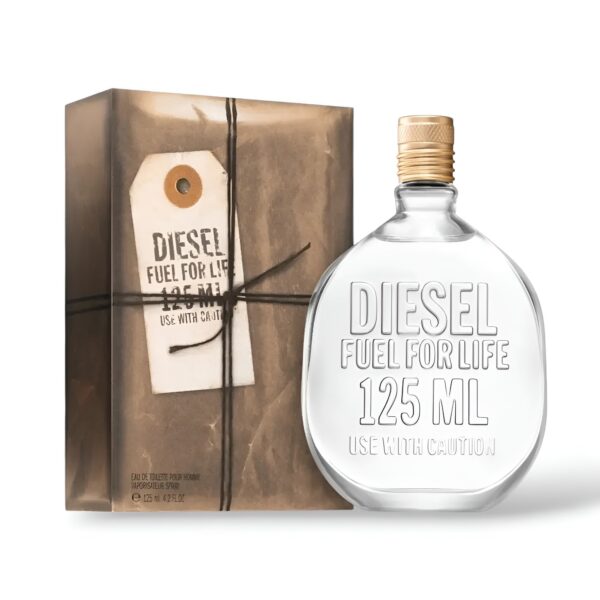 DIESEL
FUEL FOR LIFE
125 ML
USE WITH CAUTION
EAU DE TOILETTE POUR HOMME
VAPORISATEUR SPRAY
℮ 125 ml 4.2 FL.OZ
DIESEL
FUEL FOR LIFE
125 ML
USE WITH CAUTION